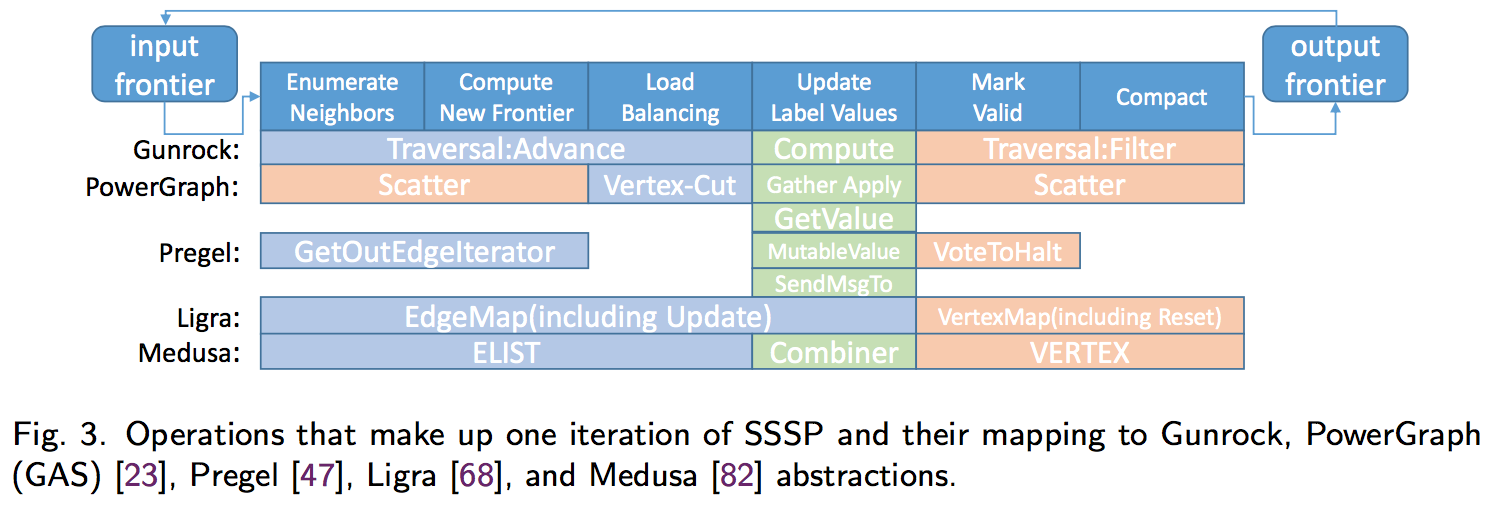 input
frontier
output
frontier
Enumerate
Neighbors
Compute
New Frontier
Load
Balancing
Update
Label Values
Mark
Valid
Compact
Gunrock:
Traversal:Advance
Compute
Traversal:Filter
PowerGraph:
Scatter
Vertex-Cut
Gather Apply
Scatter
Pregel:
GetOutEdgeIterator
GetValue
MutableValue
SendMsgTo
VoteToHalt
Ligra:
EdgeMap(including Update)
VertexMap(including Reset)
Medusa:
ELIST
Combiner
VERTEX
Fig. 3. Operations that make up one iteration of SSSP and their mapping to Gunrock, PowerGraph
(GAS) [23], Pregel [47], Ligra [68], and Medusa [82] abstractions.